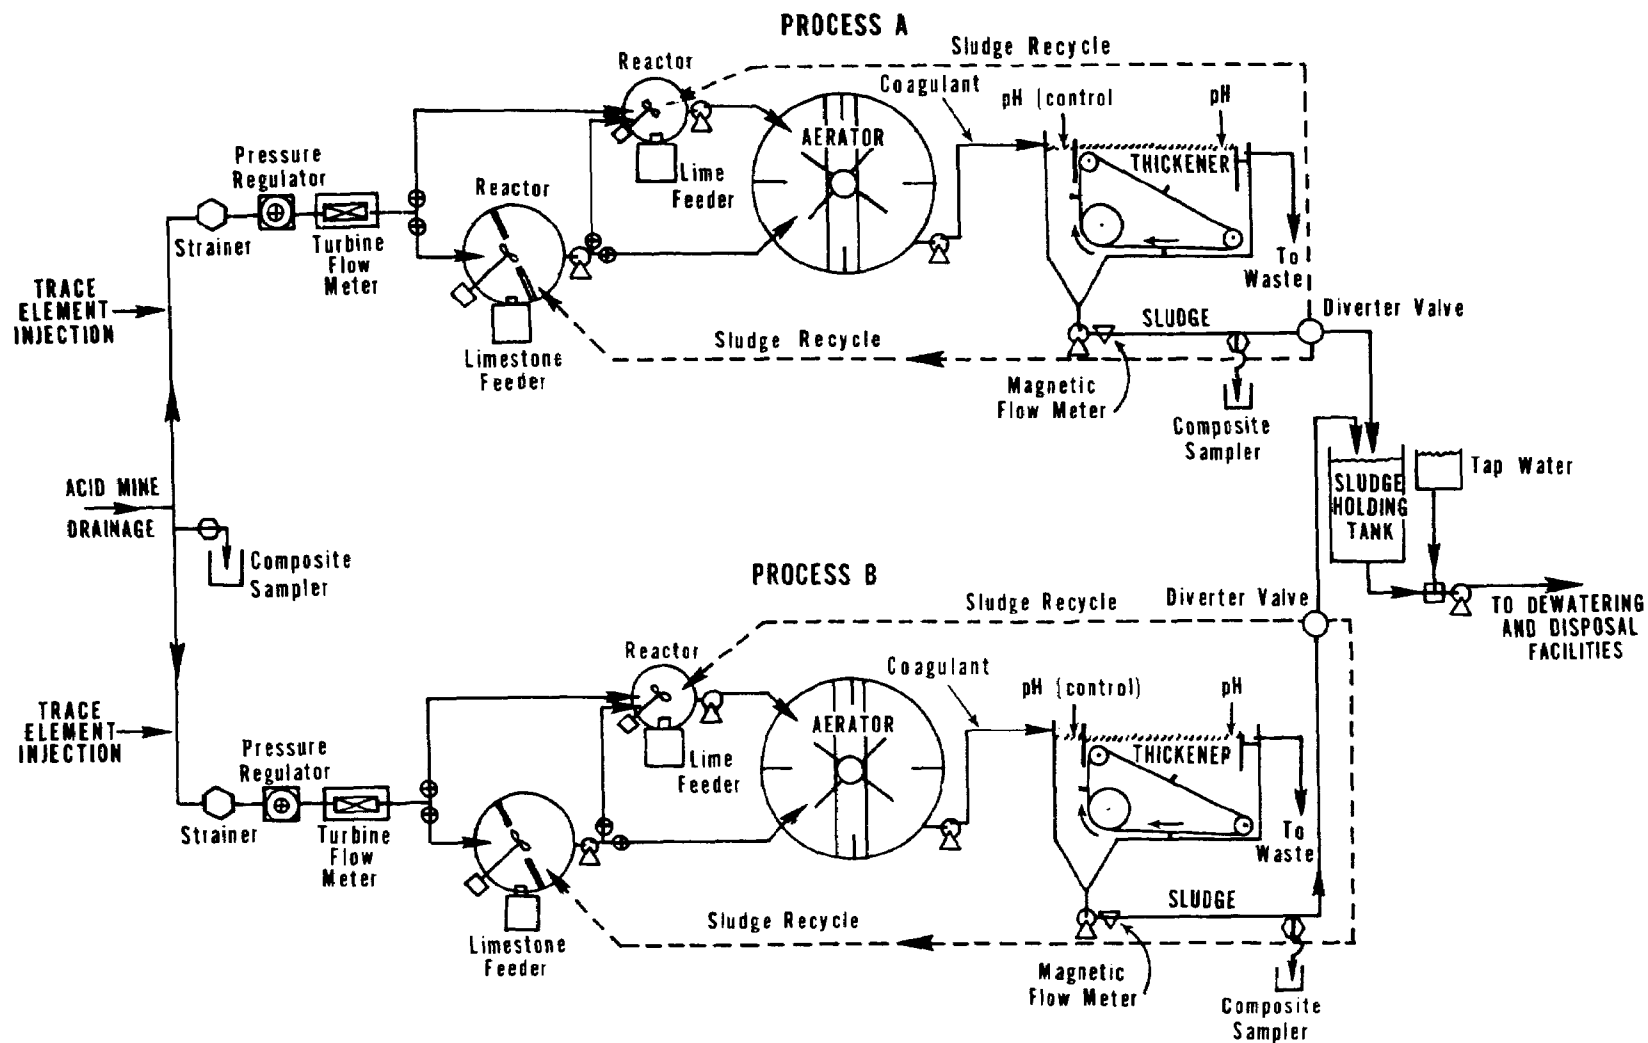 PROCESS A
Sludge Recycle
Reactor
Coagulant
pH (control
pH
AERATOR
THICKENER
Pressure
Regulator
Reactor
Lime
Feeder
Strainer
Turbine
Flow
Meter
To
Waste
TRACE
ELEMENT
INJECTION
Limestone
Feeder
Sludge Recycle
SLUDGE
Diverter Valve
Magnetic
Flow Meter
Composite
Sampler
ACID MINE
DRAINAGE
Composite
Sampler
SLUDGE
HOLDING
TANK
Tap Water
TO DEWATERING
AND DISPOSAL
FACILITIES
PROCESS B
Sludge Recycle
Diverter Valve
Reactor
Coagulant
pH (control)
pH
AERATOR
THICKENEP
TRACE
ELEMENT
INJECTION
Pressure
Regulator
Lime
Feeder
Strainer
Turbine
Flow
Meter
To
Waste
Limestone
Feeder
Sludge Recycle
SLUDGE
Magnetic
Flow Meter
Composite
Sampler